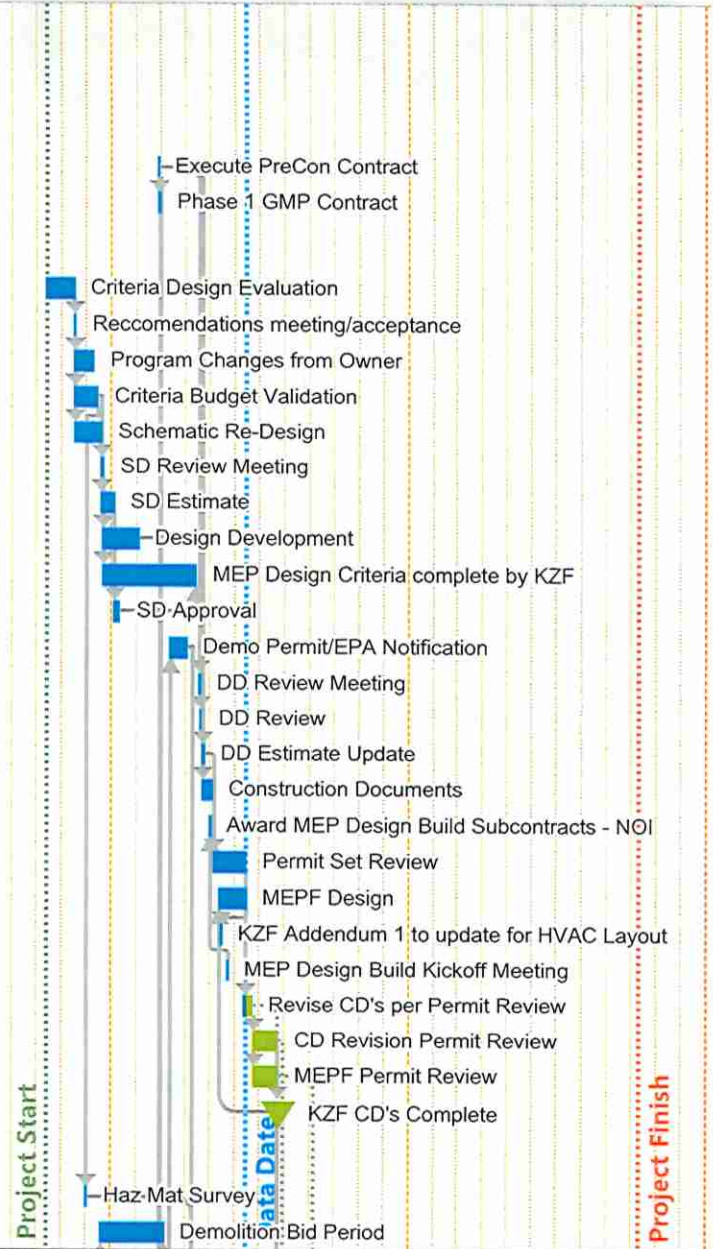 Execute PreCon Contract
Phase 1 GMP Contract
Criteria Design Evaluation
Reccomendations meeting/acceptance
Program Changes from Owner
Criteria Budget Validation
Schematic Re-Design
SD Review Meeting
SD Estimate
Design Development
MEP Design Criteria complete by KZF
SD Approval
Demo Permit/EPA Notification
DD Review Meeting
DD Review
DD Estimate Update
Construction Documents
Award MEP Design Build Subcontracts - NOI
Permit Set Review
MEPF Design
KZF Addendum 1 to update for HVAC Layout
MEP Design Build Kickoff Meeting
Revise CD's per Permit Review
CD Revision Permit Review
MEPF Permit Review
KZF CD's Complete
Haz-Mat Survey
Demolition Bid Period
Project Start
ata Date
Project Finish